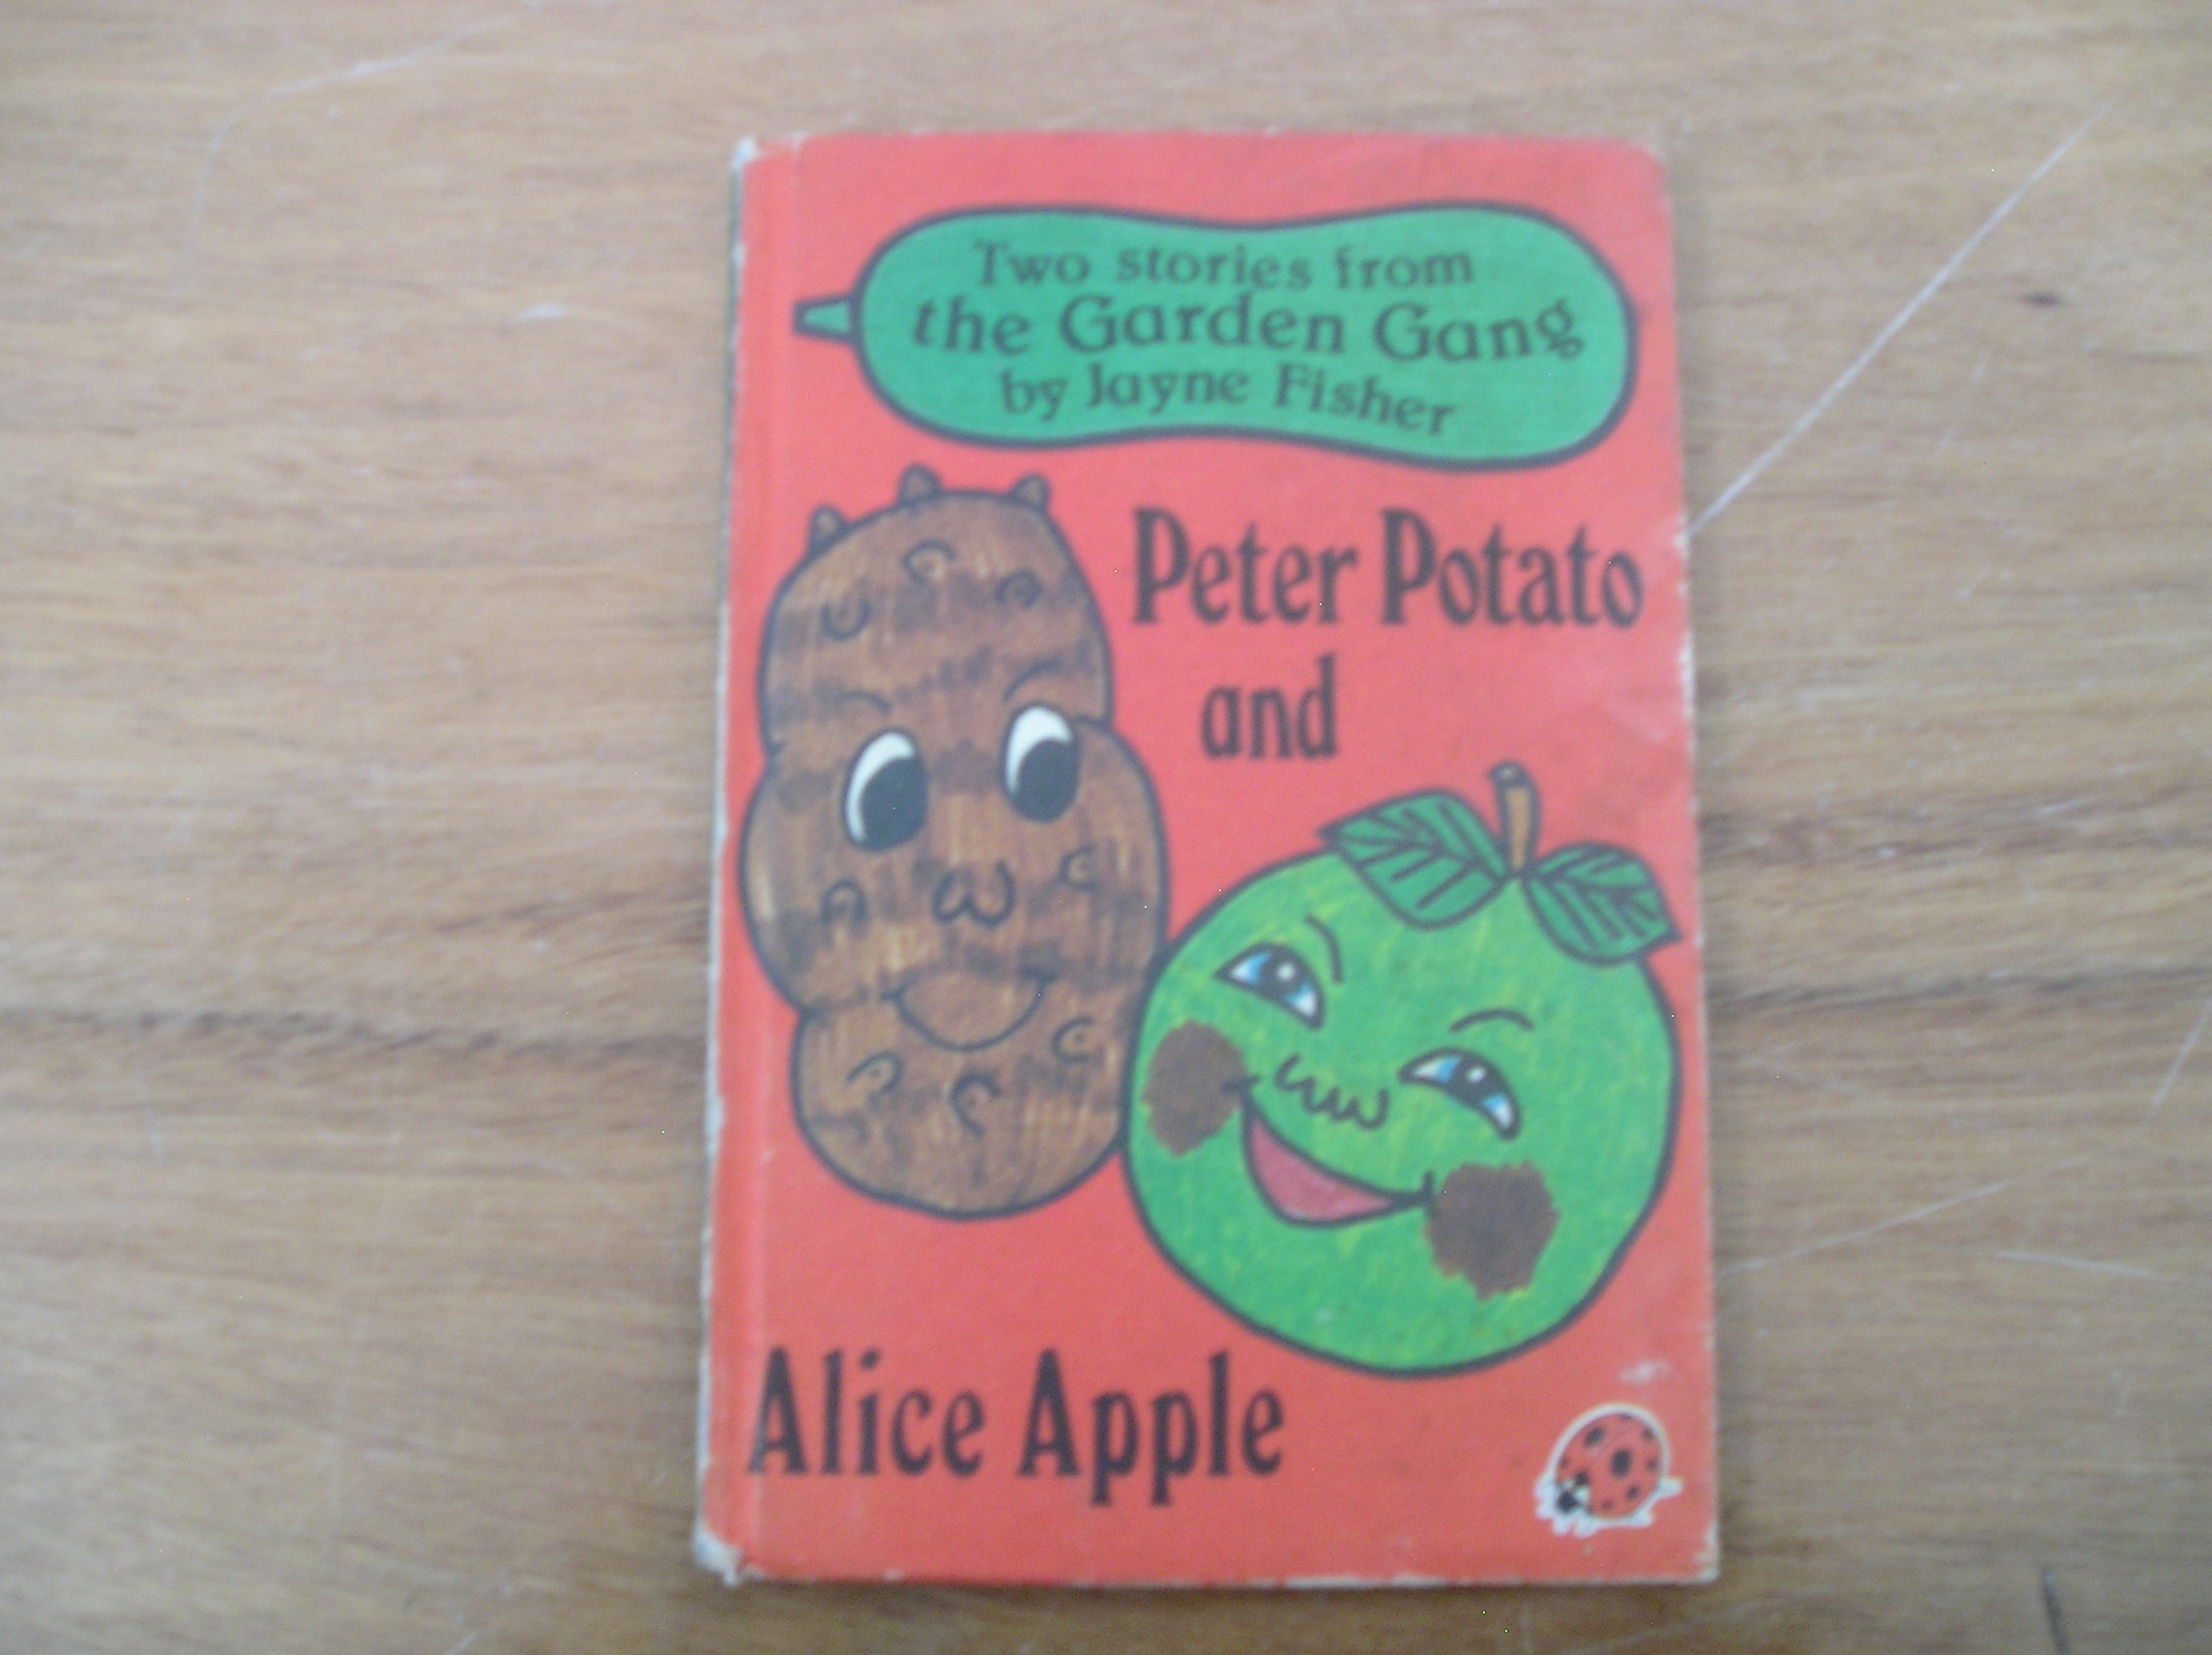 Two stories from
the Garden Gang
by Jayne Fisher
Peter Potato
and
Alice Apple